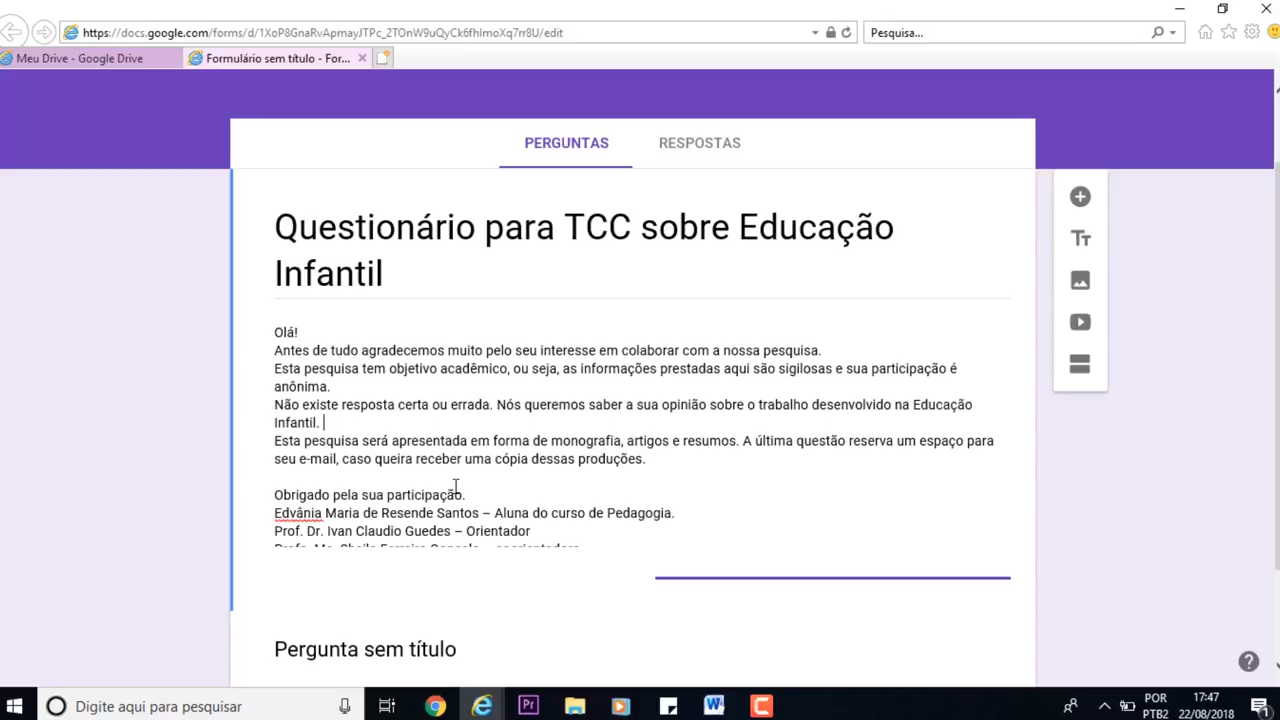 https://docs.google.com/forms/d/1XoP8GnaRvApmayJTPc_2TOnW9uQyCk6fhImoXq7rr8U/edit
Pesquisa...
Meu Drive - Google Drive
Formulário sem título - For...
PERGUNTAS
RESPOSTAS
Questionário para TCC sobre Educação
Infantil
Olá!
Antes de tudo agradecemos muito pelo seu interesse em colaborar com a nossa pesquisa.
Esta pesquisa tem objetivo acadêmico, ou seja, as informações prestadas aqui são sigilosas e sua participação é
anônima.
Não existe resposta certa ou errada. Nós queremos saber a sua opinião sobre o trabalho desenvolvido na Educação
Infantil.
Esta pesquisa será apresentada em forma de monografia, artigos e resumos. A última questão reserva um espaço para
seu e-mail, caso queira receber uma cópia dessas produções.
Obrigado pela sua participação.
Edvânia Maria de Resende Santos – Aluna do curso de Pedagogia.
Prof. Dr. Ivan Claudio Guedes – Orientador
Pergunta sem título
Digite aqui para pesquisar
Pr
W
POR
PTB2
17:47
22/08/2018
1